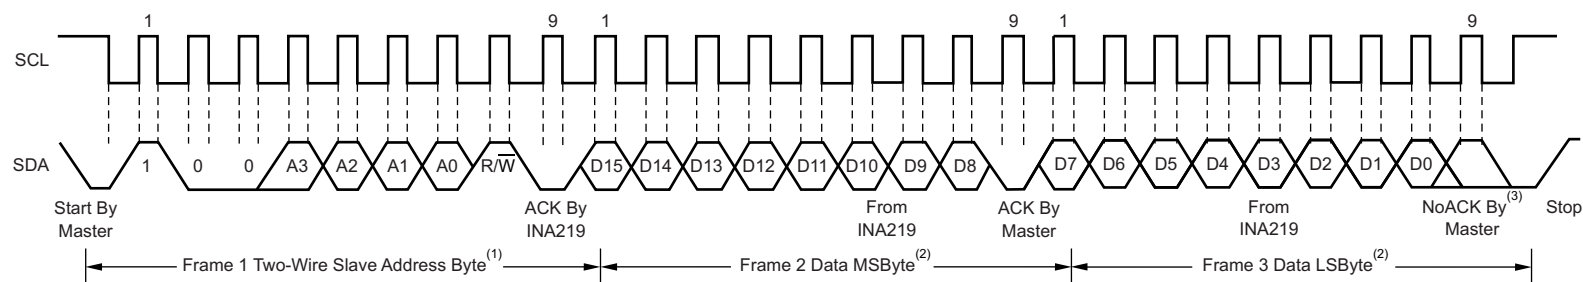 1 9 1 9 1 9
SCL
SDA
1 0 0 A3 A2 A1 A0 R/W̅ D15 D14 D13 D12 D11 D10 D9 D8 D7 D6 D5 D4 D3 D2 D1 D0
Start By
Master
ACK By
INA219
From
INA219
ACK By
Master
From
INA219
NoACK By(3)
Master
Stop
Frame 1 Two-Wire Slave Address Byte(1)
Frame 2 Data MSByte(2)
Frame 3 Data LSByte(2)